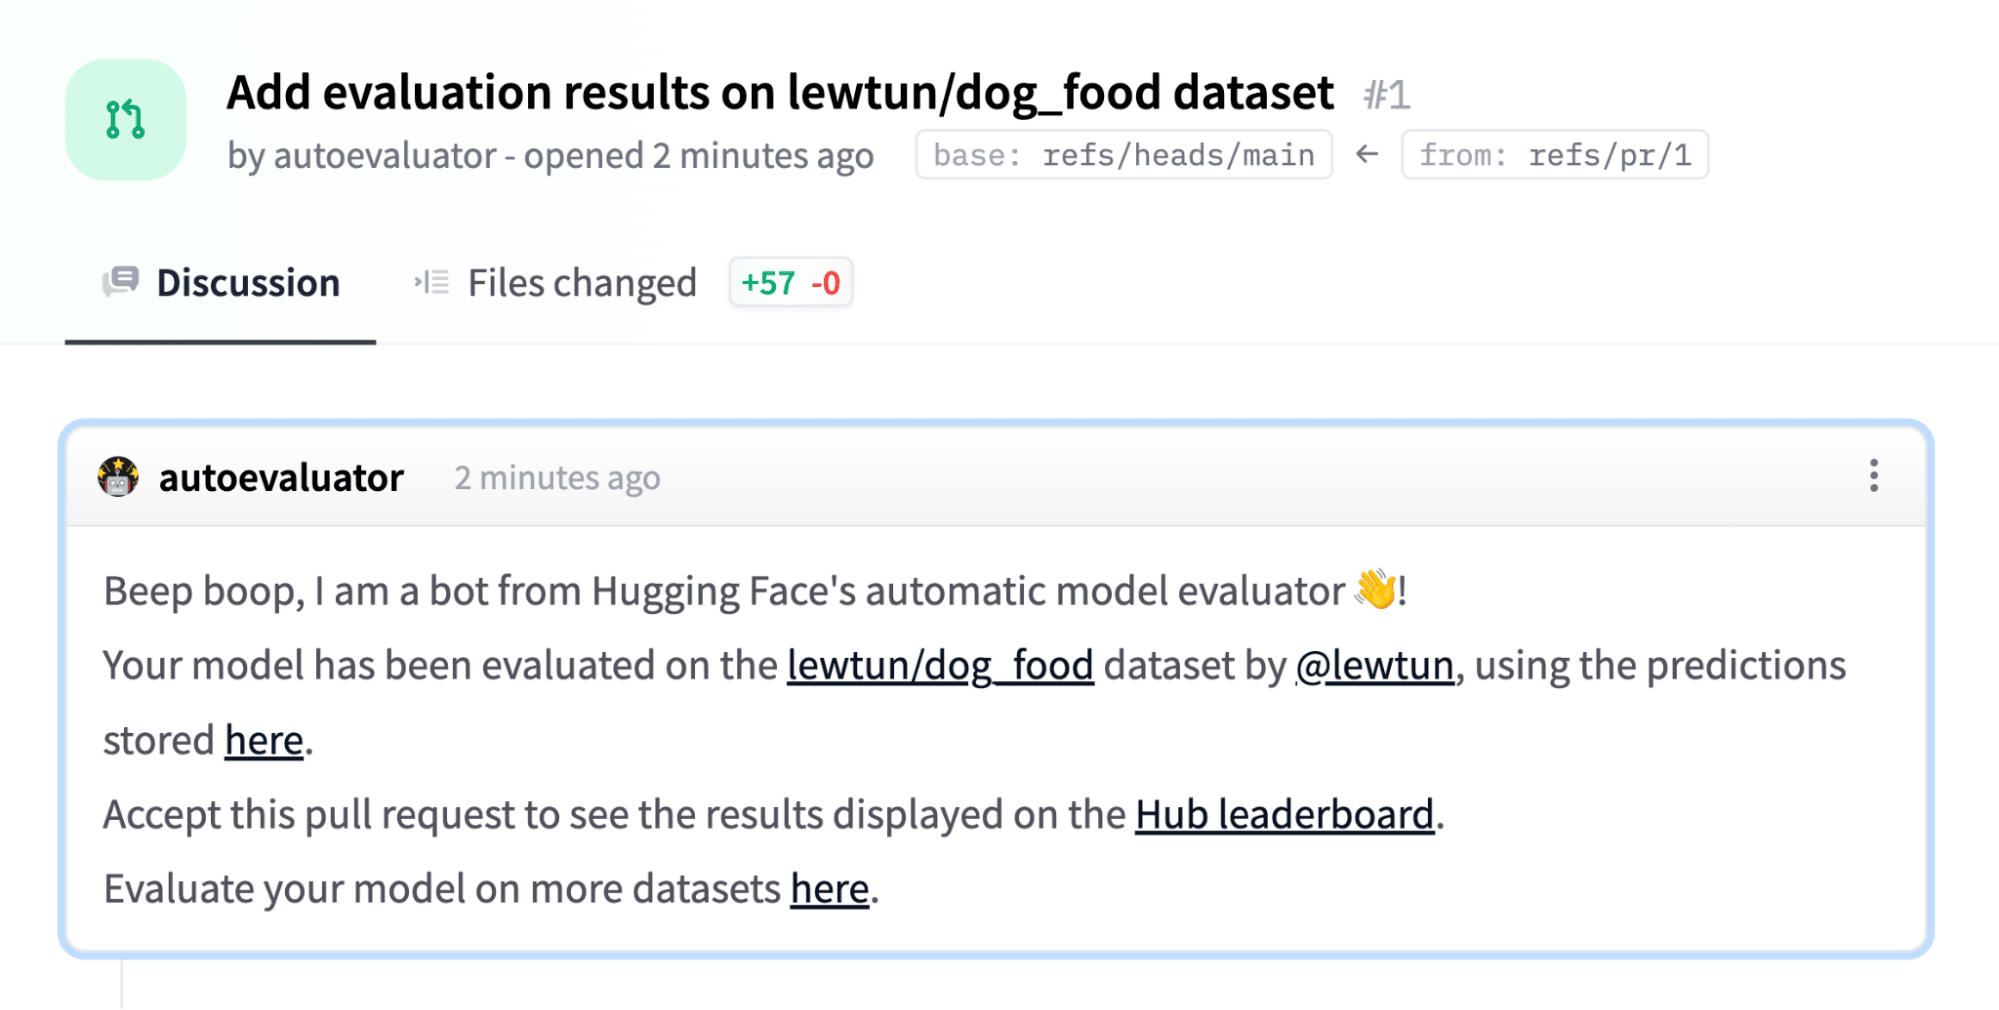 Add evaluation results on lewtun/dog_food dataset #1
by autoevaluator - opened 2 minutes ago base: refs/heads/main ← from: refs/pr/1
Discussion Files changed +57 -0
autoevaluator 2 minutes ago
Beep boop, I am a bot from Hugging Face's automatic model evaluator 👋!
Your model has been evaluated on the lewtun/dog_food dataset by @lewtun, using the predictions
stored here.
Accept this pull request to see the results displayed on the Hub leaderboard.
Evaluate your model on more datasets here.